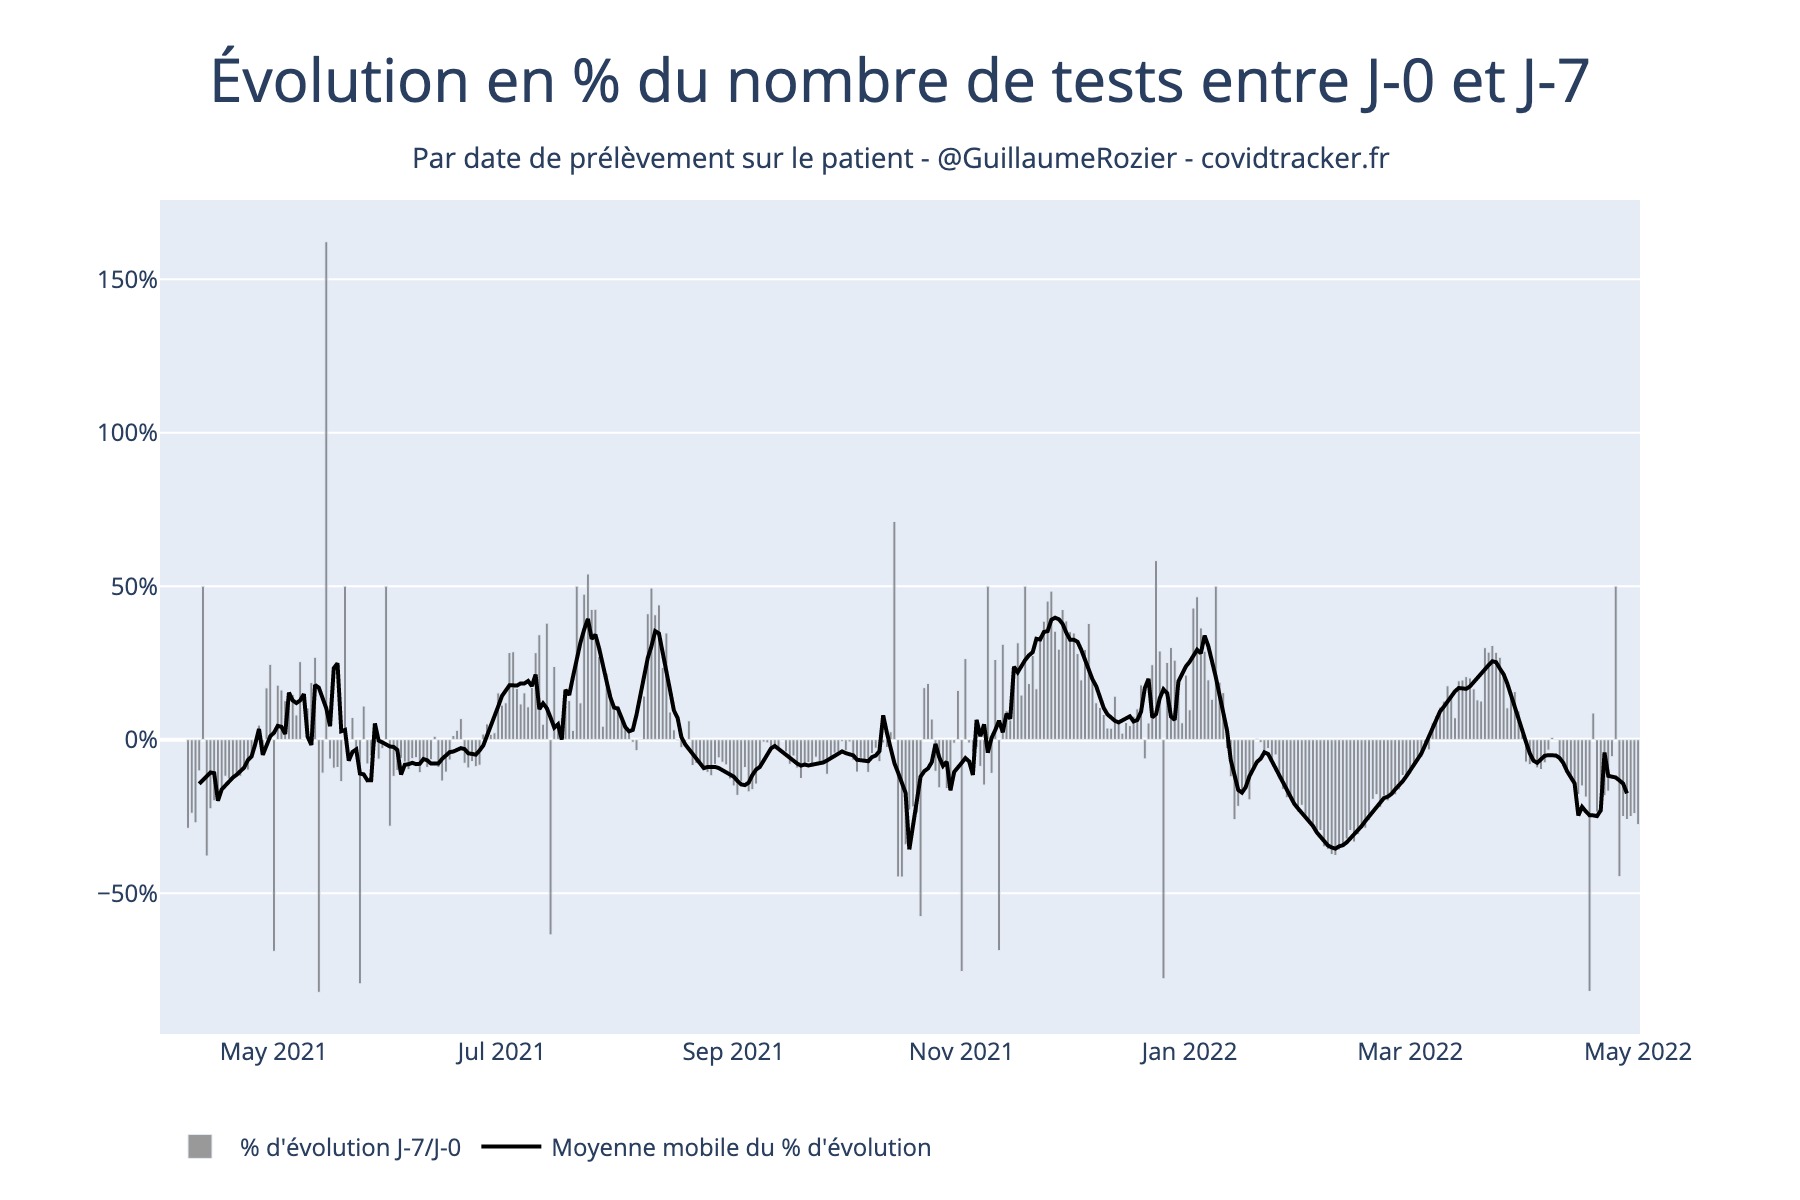 Évolution en % du nombre de tests entre J-0 et J-7
Par date de prélèvement sur le patient - @GuillaumeRozier - covidtracker.fr
150%
100%
50%
0%
−50%
May 2021 Jul 2021 Sep 2021 Nov 2021 Jan 2022 Mar 2022 May 2022
% d'évolution J-7/J-0 Moyenne mobile du % d'évolution